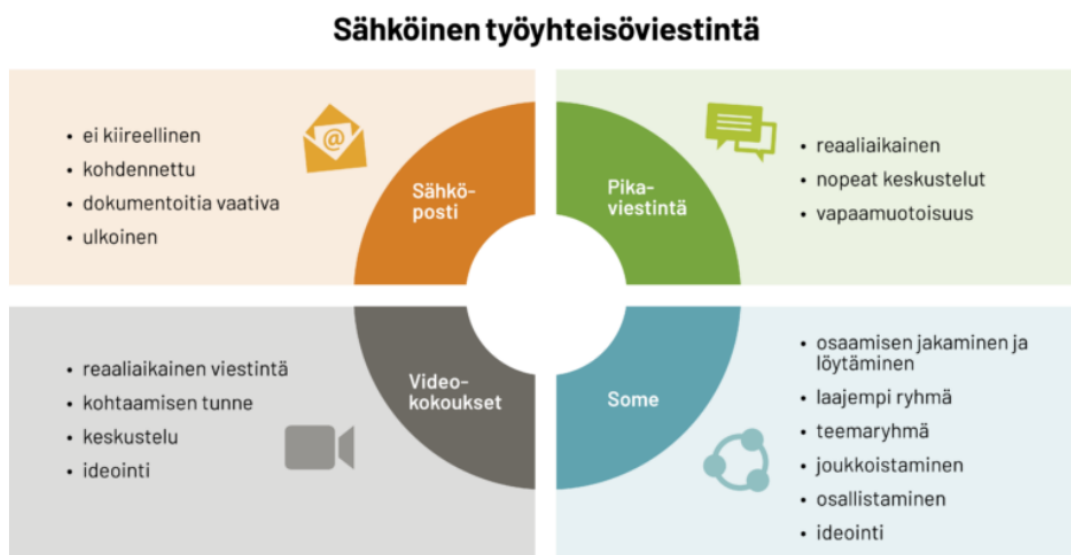 Sähköinen työyhteisöviestintä
• ei kiireellinen
• kohdennettu
• dokumentoitia vaativa
• ulkoinen
@
Sähkö-
posti
Pika-
viestintä
• reaaliaikainen
• nopeat keskustelut
• vapaamuotoisuus
• reaaliaikainen viestintä
• kohtaamisen tunne
• keskustelu
• ideointi
Video-
kokoukset
Some
• osaamisen jakaminen ja
löytäminen
• laajempi ryhmä
• teemaryhmä
• joukkoistaminen
• osallistaminen
• ideointi